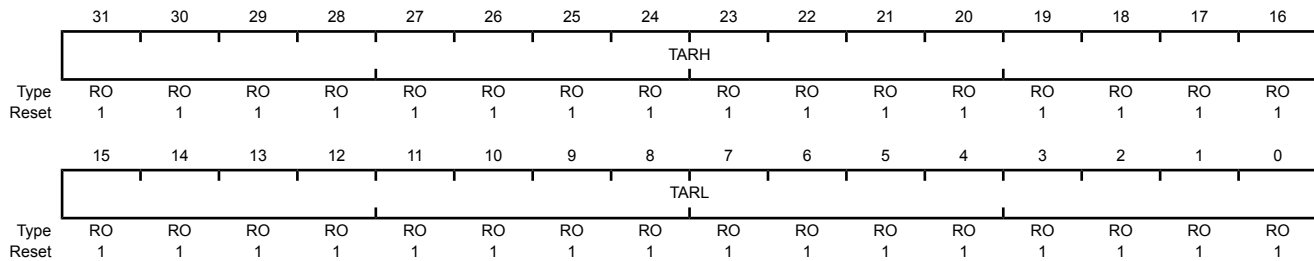 31 30 29 28 27 26 25 24 23 22 21 20 19 18 17 16
TARH
Type RO RO RO RO RO RO RO RO RO RO RO RO RO RO RO RO
Reset 1 1 1 1 1 1 1 1 1 1 1 1 1 1 1 1
15 14 13 12 11 10 9 8 7 6 5 4 3 2 1 0
TARL
Type RO RO RO RO RO RO RO RO RO RO RO RO RO RO RO RO
Reset 1 1 1 1 1 1 1 1 1 1 1 1 1 1 1 1